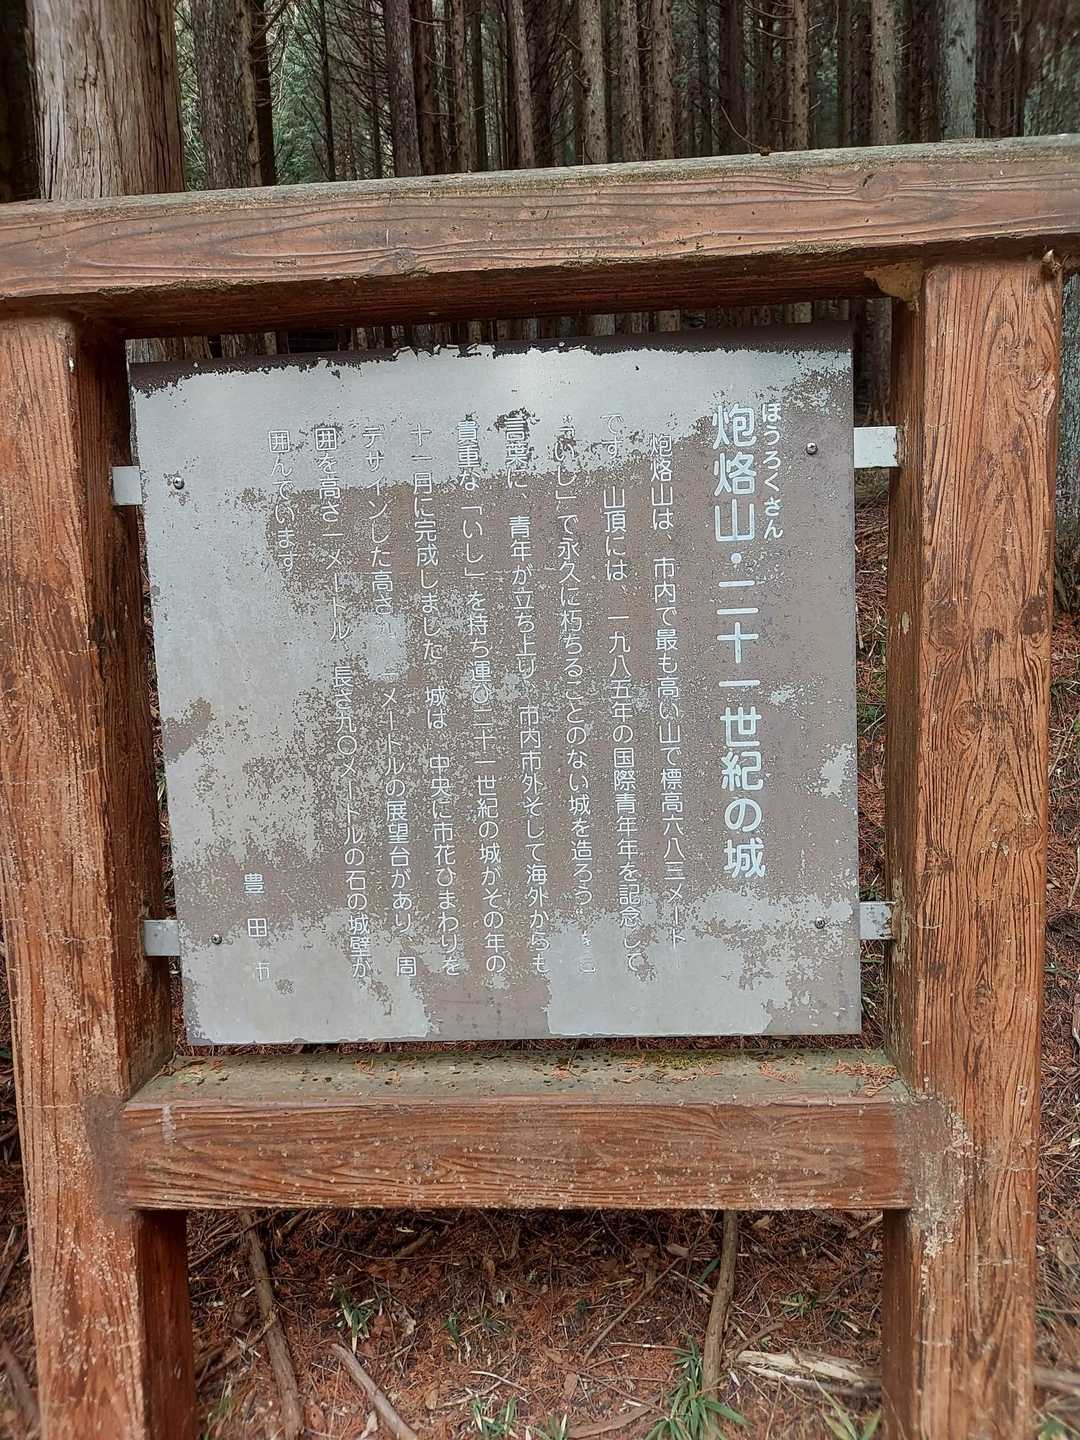 ほうろくさん
炮烙山・二十一世紀の城
炮烙山は、市内で最も高い山で標高六八三メート
です。山頂には、一九八五年の国際青年年を記念して
いし」で永久に朽ちることのない城を造ろう"を
言葉に、青年が立ち上り、市内市外そして海外からも
貴重な「いし」を持ち運び二十一世紀の城がその年の
十一月に完成しました。城は、中央に市花ひまわりを
デザインした高さ 一メートルの展望台があり、周
囲を高さ一メートル、長さ九〇メートルの石の城壁が
囲んでいます。
豊田市